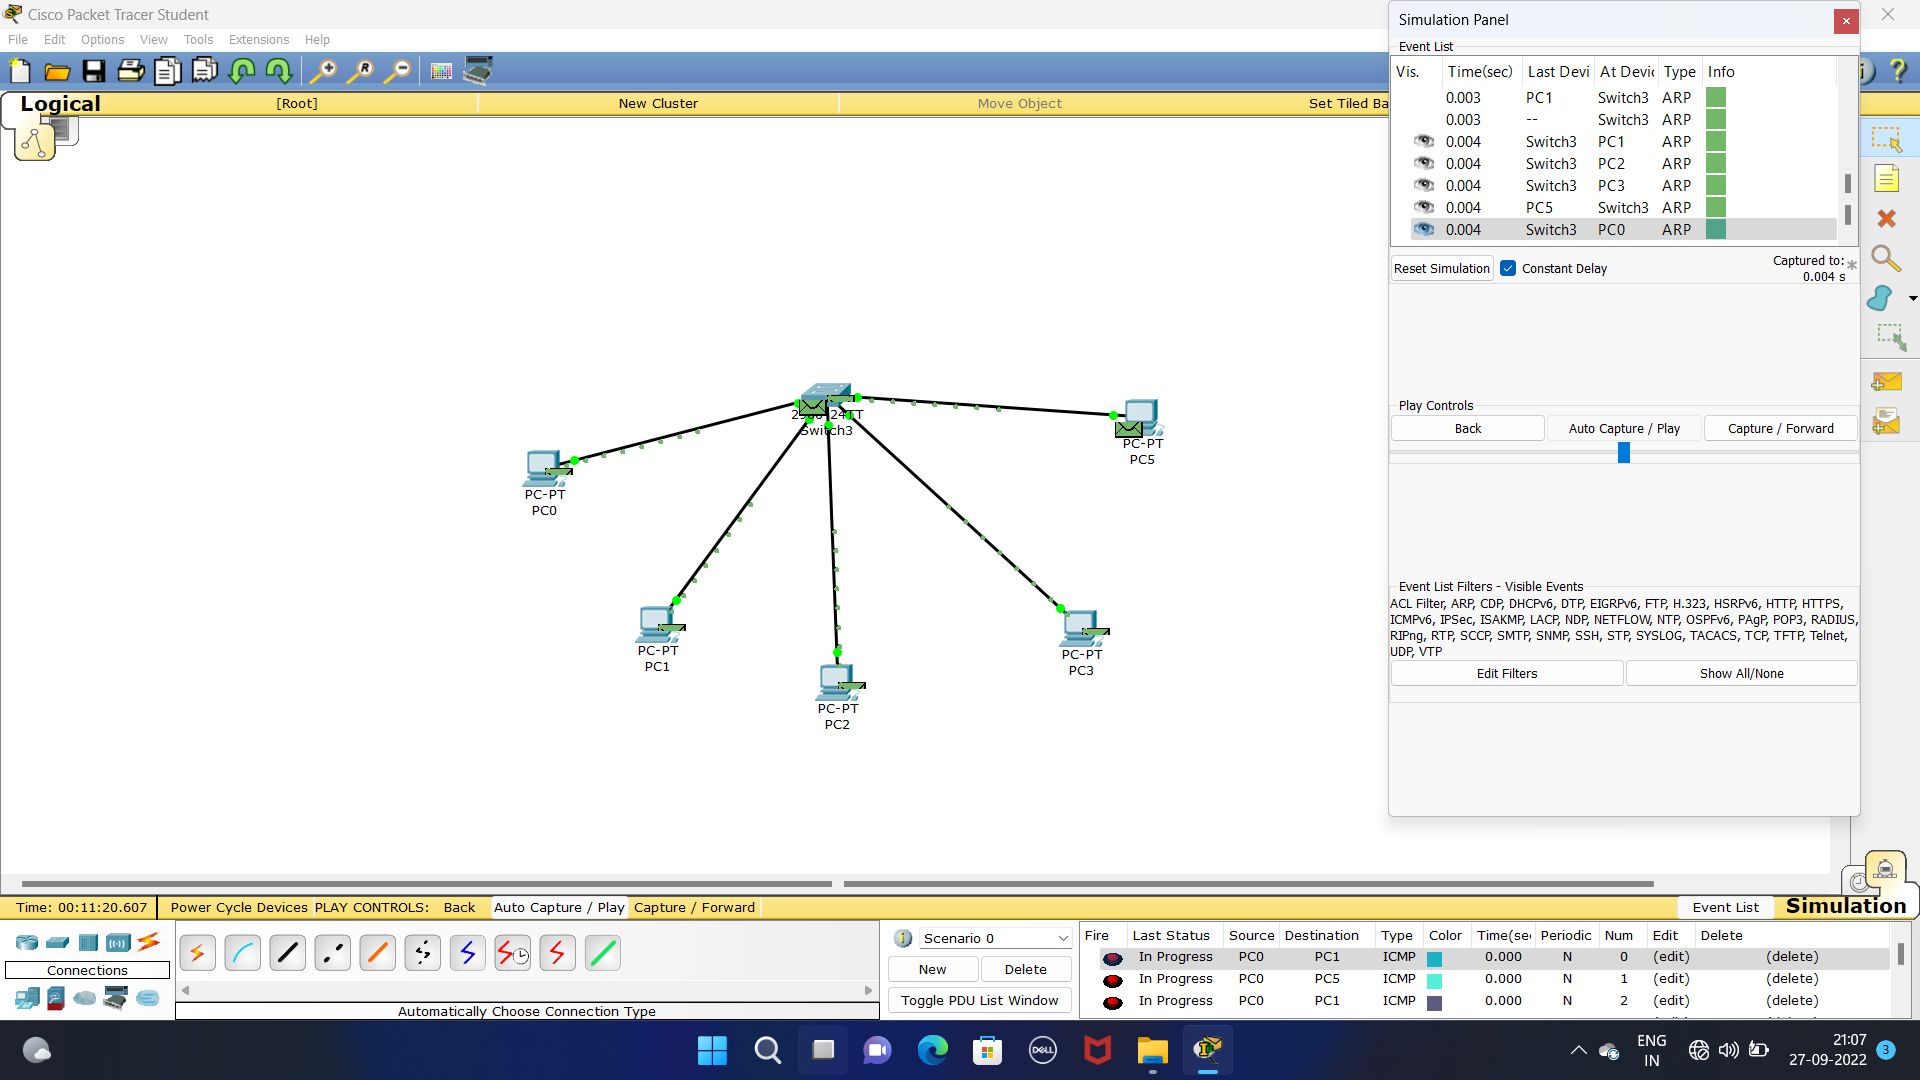 Cisco Packet Tracer Student
File Edit Options View Tools Extensions Help
Logical [Root] New Cluster Move Object Set Tiled Ba
2960-24TT
Switch3
PC-PT
PC5
PC-PT
PC0
PC-PT
PC1
PC-PT
PC3
PC-PT
PC2
Simulation Panel
Event List
Vis. Time(sec) Last Devi At Devic Type Info
0.003 PC1 Switch3 ARP
0.003 -- Switch3 ARP
0.004 Switch3 PC1 ARP
0.004 Switch3 PC2 ARP
0.004 Switch3 PC3 ARP
0.004 PC5 Switch3 ARP
0.004 Switch3 PC0 ARP
Reset Simulation Constant Delay Captured to: *
0.004 s
Play Controls
Back Auto Capture / Play Capture / Forward
Event List Filters - Visible Events
ACL Filter, ARP, CDP, DHCPv6, DTP, EIGRPv6, FTP, H.323, HSRPv6, HTTP, HTTPS,
ICMPv6, IPSec, ISAKMP, LACP, NDP, NETFLOW, NTP, OSPFv6, PAgP, POP3, RADIUS,
RIPng, RTP, SCCP, SMTP, SNMP, SSH, STP, SYSLOG, TACACS, TCP, TFTP, Telnet,
UDP, VTP
Edit Filters Show All/None
Time: 00:11:20.607 Power Cycle Devices PLAY CONTROLS: Back Auto Capture / Play Capture / Forward Event List Simulation
Connections
Automatically Choose Connection Type
Scenario 0
New Delete
Toggle PDU List Window
Fire Last Status Source Destination Type Color Time(sec Periodic Num Edit Delete
In Progress PC0 PC1 ICMP 0.000 N 0 (edit) (delete)
In Progress PC0 PC5 ICMP 0.000 N 1 (edit) (delete)
In Progress PC0 PC1 ICMP 0.000 N 2 (edit) (delete)
DELL
ENG
IN
21:07
27-09-2022
3